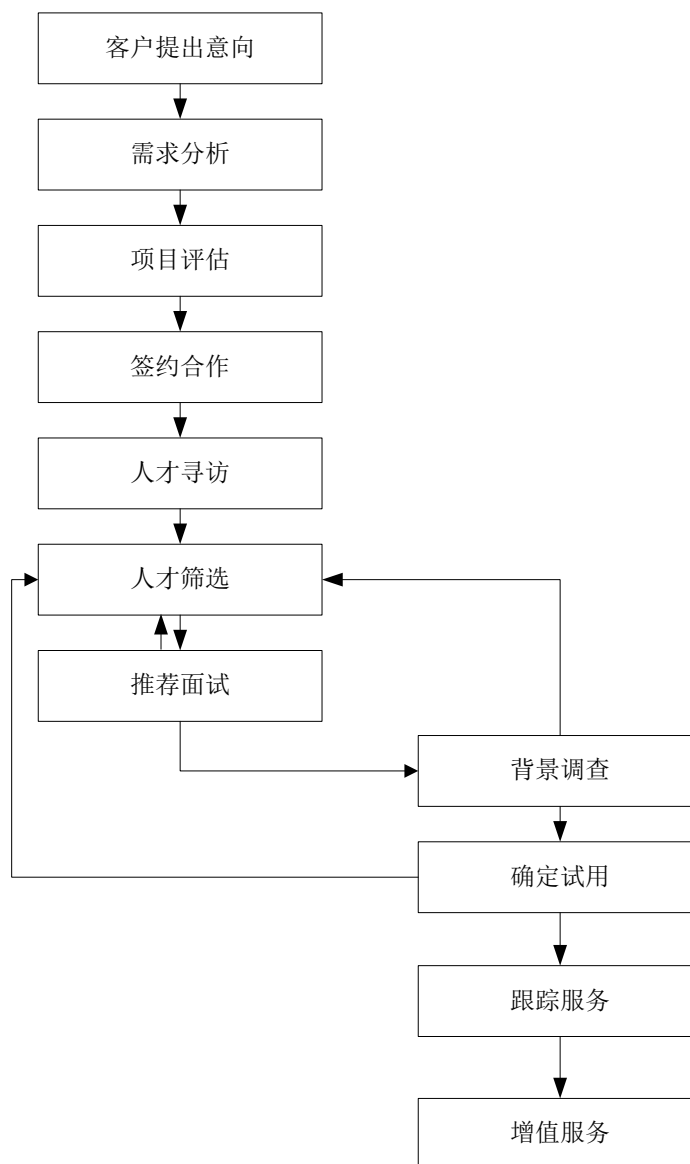 客户提出意向
需求分析
项目评估
签约合作
人才寻访
人才筛选
推荐面试
背景调查
确定试用
跟踪服务
增值服务